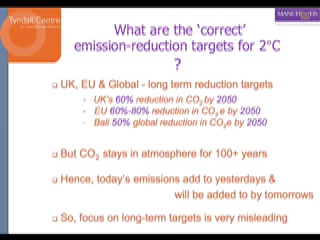 Tyndall Centre
MANCHESTER
What are the ‘correct’
emission-reduction targets for 2°C
?
UK, EU & Global - long term reduction targets
UK's 60% reduction in CO2 by 2050
EU 60%-80% reduction in CO2e by 2050
Bali 50% global reduction in CO2e by 2050
But CO2 stays in atmosphere for 100+ years
Hence, today's emissions add to yesterday's &
will be added to by tomorrows
So, focus on long-term targets is very misleading